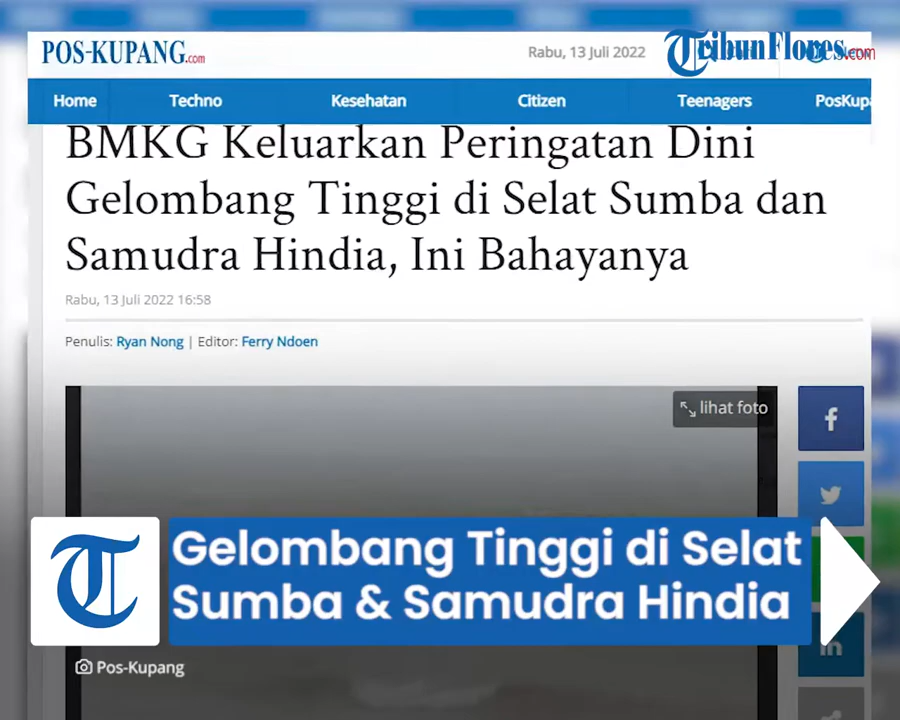 POS-KUPANG.com
Rabu, 13 Juli 2022
TribunFlores.com
Home Techno Kesehatan Citizen Teenagers PosKupa
BMKG Keluarkan Peringatan Dini
Gelombang Tinggi di Selat Sumba dan
Samudra Hindia, Ini Bahayanya
Rabu, 13 Juli 2022 16:58
Penulis: Ryan Nong | Editor: Ferry Ndoen
lihat foto
Gelombang Tinggi di Selat
Sumba & Samudra Hindia
Pos-Kupang